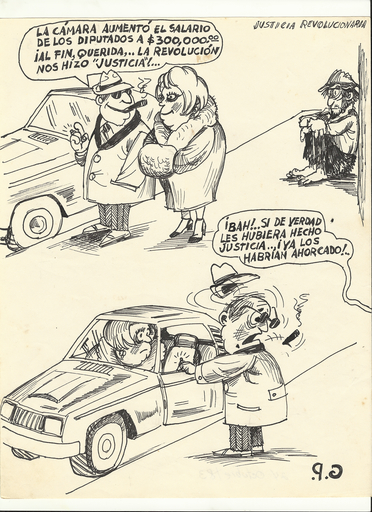 JUSTICIA REVOLUCIONARIA
LA CÁMARA AUMENTÓ EL SALARIO
DE LOS DIPUTADOS A $300,000.00
¡AL FIN, QUERIDA,.. LA REVOLUCIÓN
NOS HIZO "JUSTICIA"!...
¡BAH!... SI DE VERDAD
LES HUBIERA HECHO
JUSTICIA..,¡YA LOS
HABRÍAN AHORCADO!..
G.P.